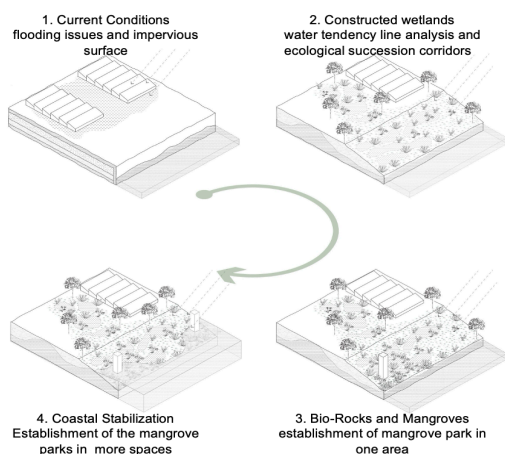 1. Current Conditions
flooding issues and impervious
surface
2. Constructed wetlands
water tendency line analysis and
ecological succession corridors
3. Bio-Rocks and Mangroves
establishment of mangrove park in
one area
4. Coastal Stabilization
Establishment of the mangrove
parks in more spaces